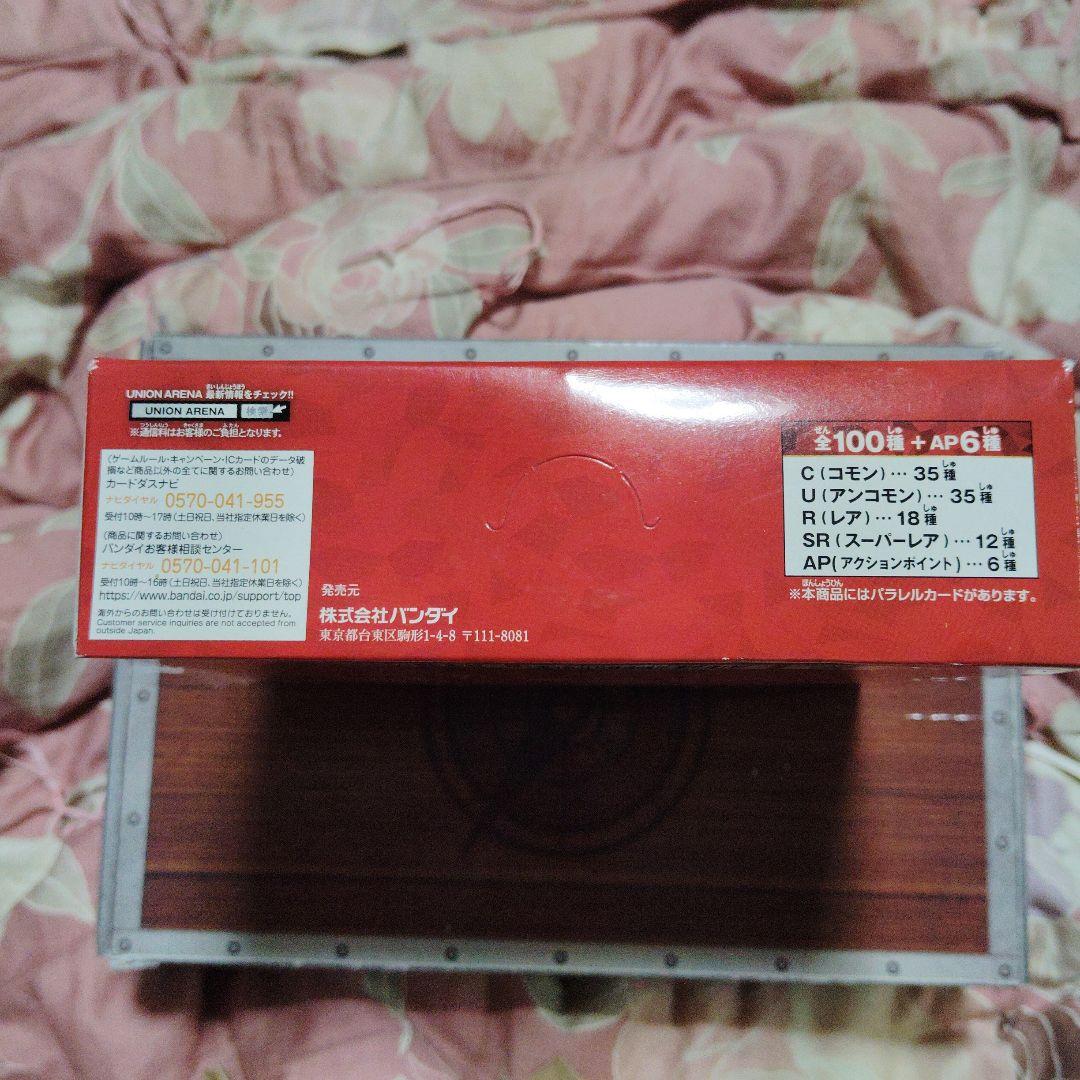 UNION ARENA 最新情報をチェック!!
UNION ARENA 検索
※通信料はお客様のご負担となります。
(ゲームルール・キャンペーン・ICカードのデータ破
損など商品以外の全てに関するお問い合わせ)
カードダスナビ
ナビダイヤル 0570-041-955
受付10時〜17時(土日祝日、当社指定休業日を除く)
(商品に関するお問い合わせ)
バンダイお客様相談センター
ナビダイヤル 0570-041-101
受付10時〜16時(土日祝日、当社指定休業日を除く)
https://www.bandai.co.jp/support/top
海外からのお問い合わせは受け付けておりません。
Customer service inquiries are not accepted from
outside Japan.
発売元
株式会社バンダイ
東京都台東区駒形1-4-8 〒111-8081
全100種+AP6種
C(コモン)…35種
U(アンコモン)…35種
R(レア)…18種
SR(スーパーレア)…12種
AP(アクションポイント)…6種
※本商品にはパラレルカードがあります。